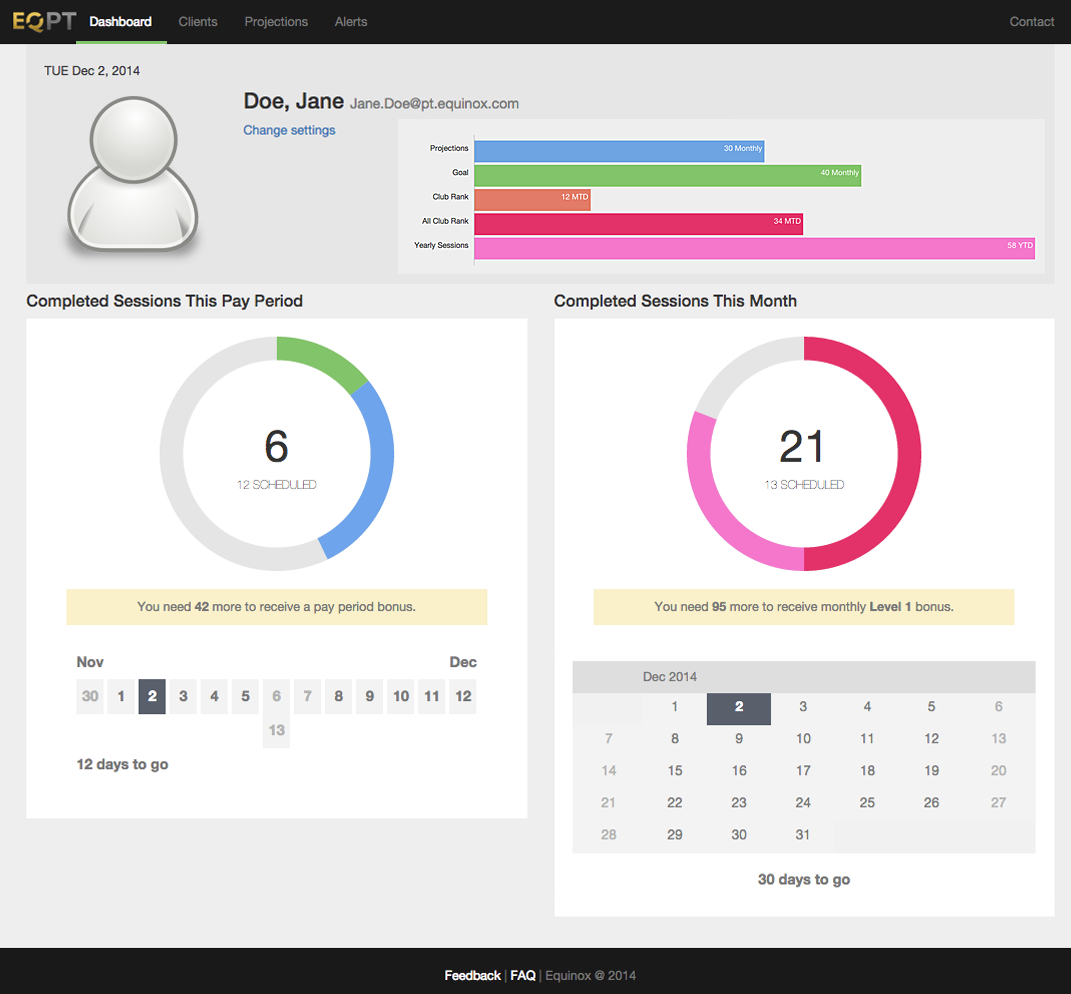 EQPT Dashboard Clients Projections Alerts Contact
TUE Dec 2, 2014
Doe, Jane Jane.Doe@pt.equinox.com
Change settings
Projections 30 Monthly
Goal 40 Monthly
Club Rank 12 MTD
All Club Rank 34 MTD
Yearly Sessions 58 YTD
Completed Sessions This Pay Period
6
12 SCHEDULED
You need 42 more to receive a pay period bonus.
Nov Dec
30 1 2 3 4 5 6 7 8 9 10 11 12
13
12 days to go
Completed Sessions This Month
21
13 SCHEDULED
You need 95 more to receive monthly Level 1 bonus.
Dec 2014
1 2 3 4 5 6
7 8 9 10 11 12 13
14 15 16 17 18 19 20
21 22 23 24 25 26 27
28 29 30 31
30 days to go
Feedback | FAQ | Equinox @ 2014